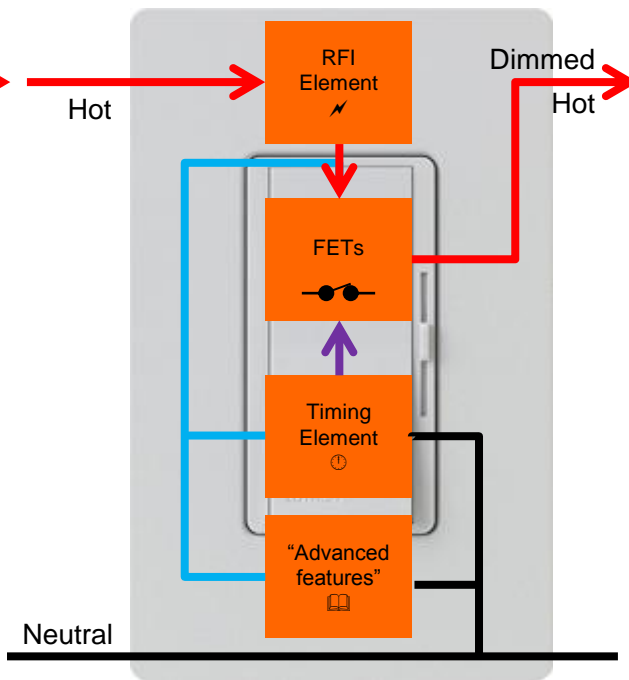 RFI
Element
Hot
Dimmed
Hot
FETs
Timing
Element
“Advanced
features”
Neutral